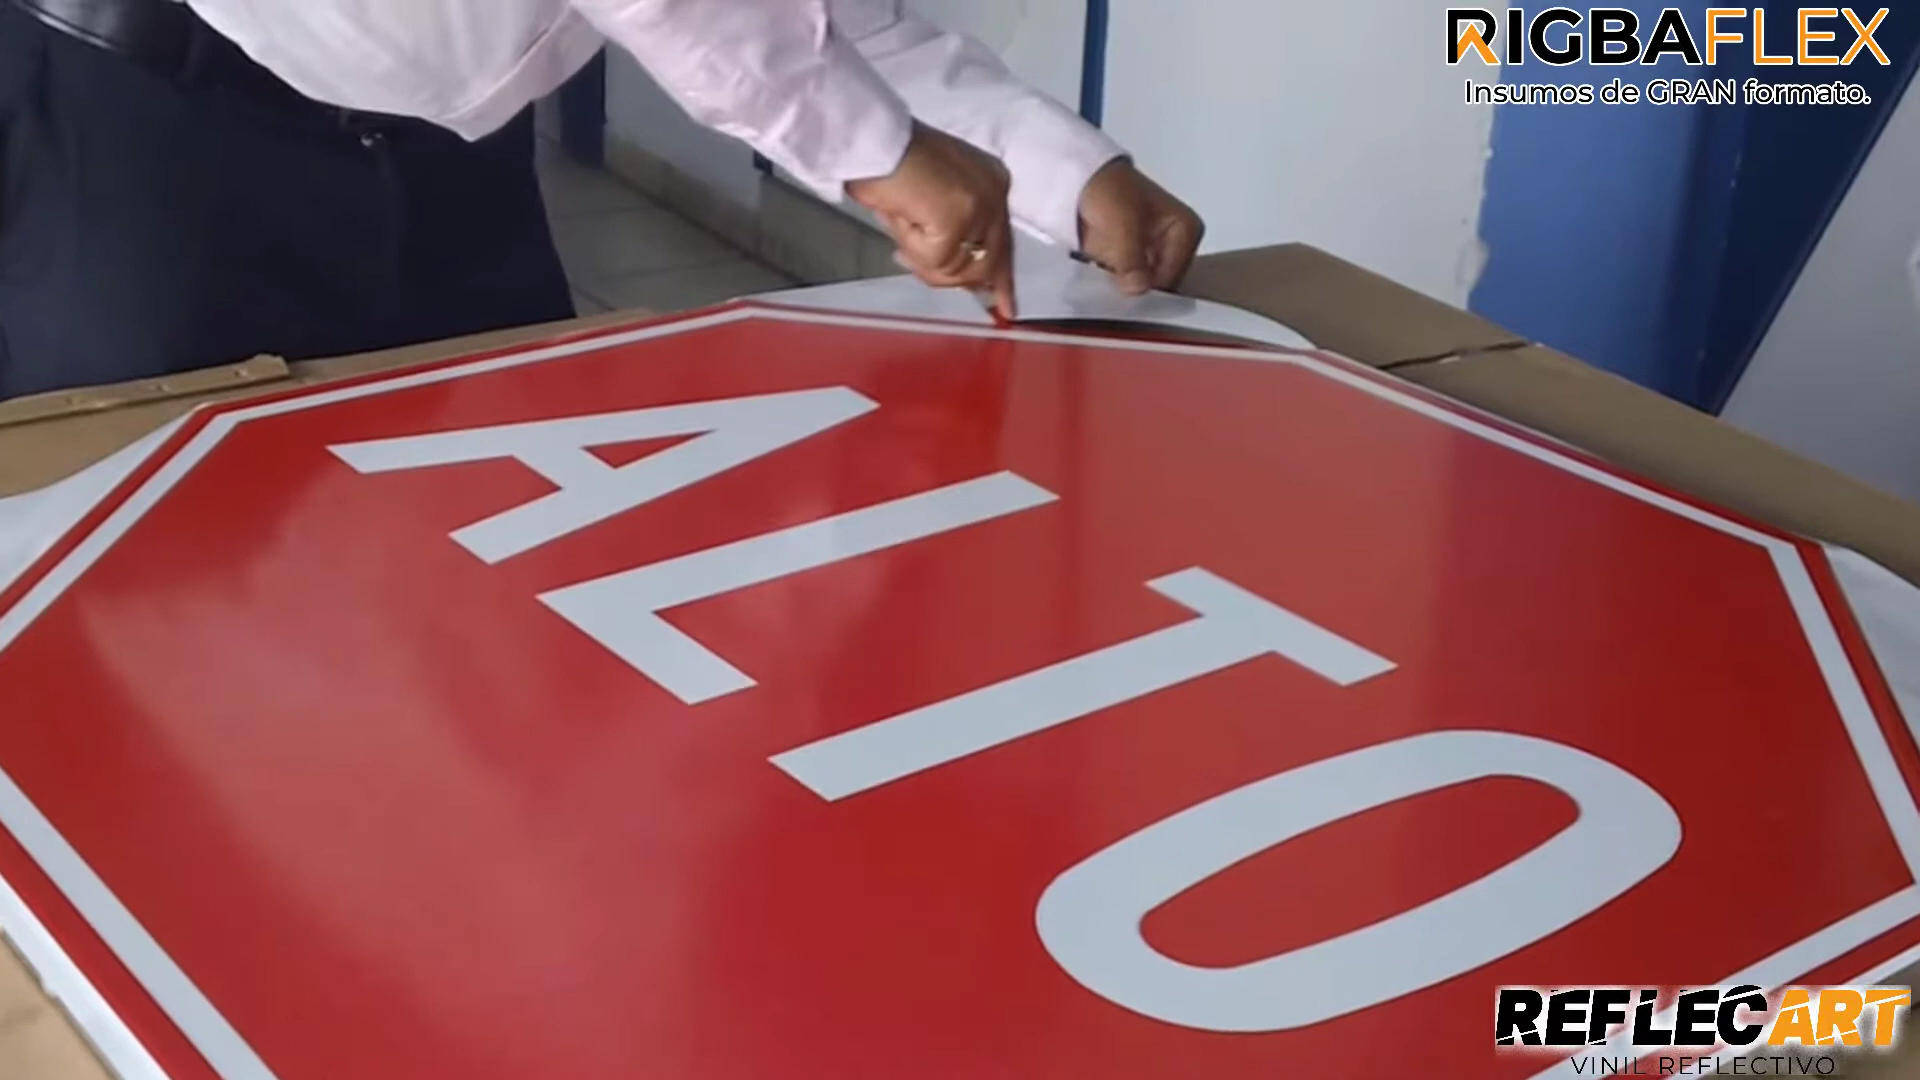 RIGBAFLEX
Insumos de GRAN formato.
ALTO
REFLECART
VINIL REFLECTIVO